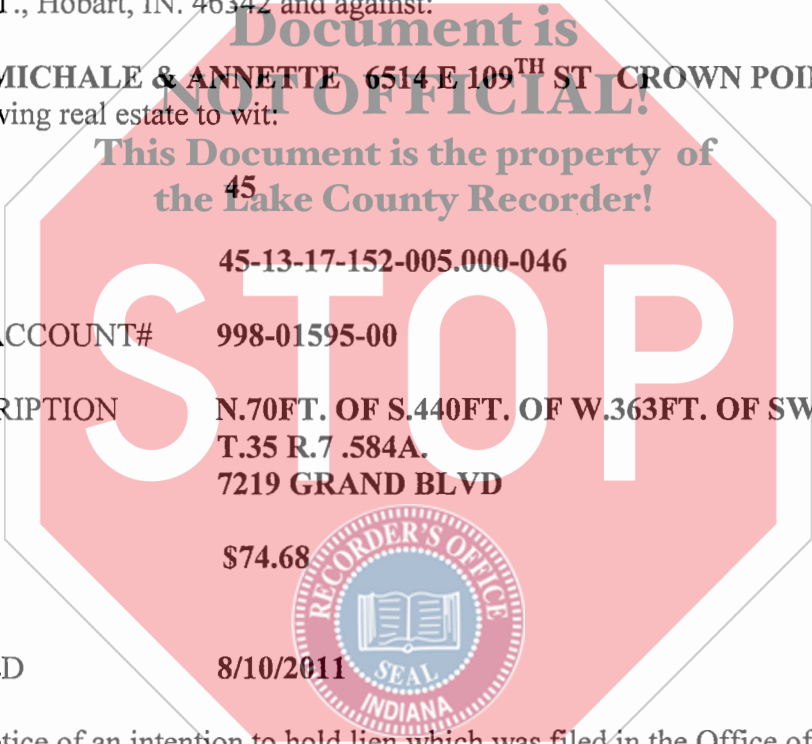 T., Hobart, IN. 46342 and against:
Document is
MICHALE & ANNETTE 6514 E 109TH ST CROWN POI
NOT OFFICIAL!
ving real estate to wit:
This Document is the property of
45
the Lake County Recorder!
45-13-17-152-005.000-046
STOP
ACCOUNT# 998-01595-00
RIPTION N.70FT. OF S.440FT. OF W.363FT. OF SW
T.35 R.7 .584A.
7219 GRAND BLVD
$74.68
RECORDER'S OFFICE
SEAL
INDIANA
D 8/10/2011
tice of an intention to hold lien which was filed in the Office of